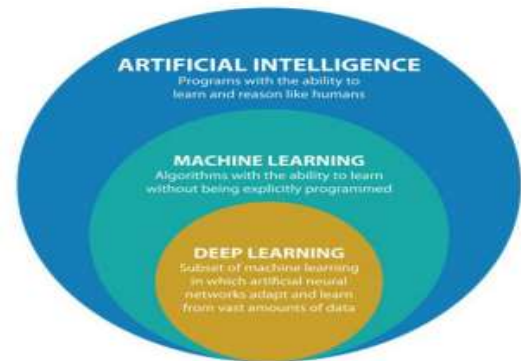 ARTIFICIAL INTELLIGENCE
Programs with the ability to
learn and reason like humans
MACHINE LEARNING
Algorithms with the ability to learn
without being explicitly programmed
DEEP LEARNING
Subset of machine learning
in which artificial neural
networks adapt and learn
from vast amounts of data